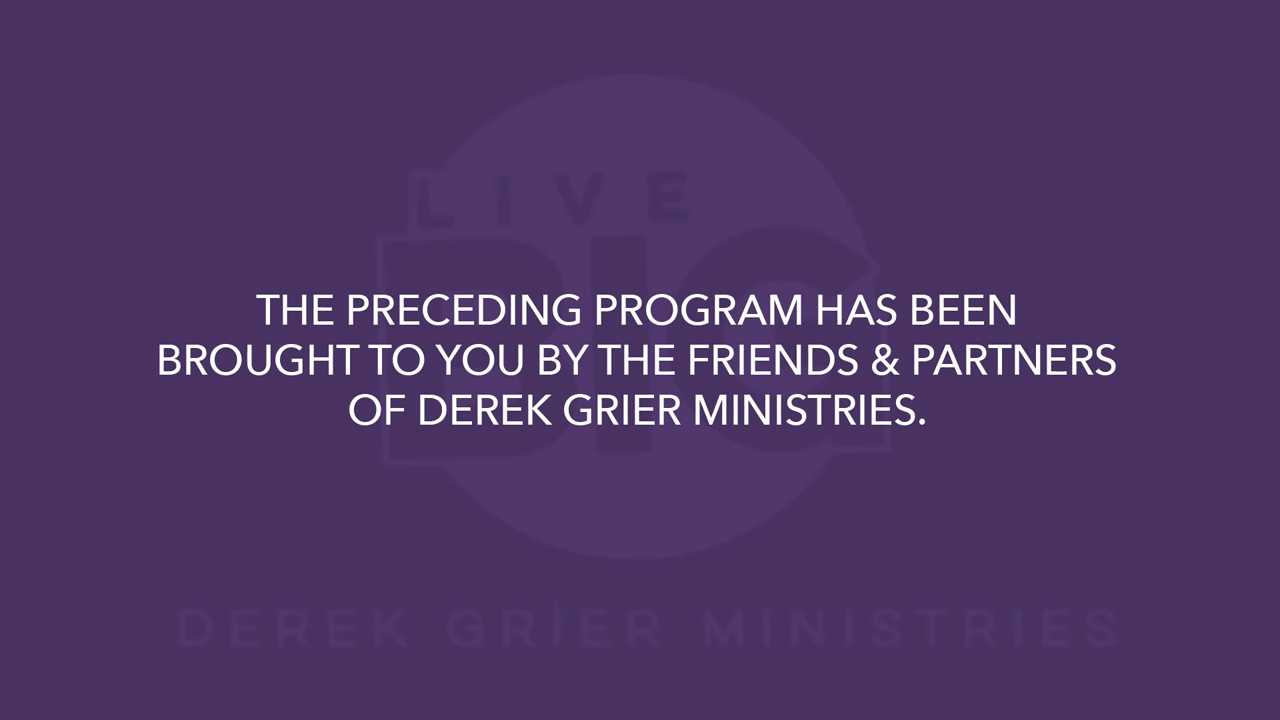 LIVE
BIG
THE PRECEDING PROGRAM HAS BEEN
BROUGHT TO YOU BY THE FRIENDS & PARTNERS
OF DEREK GRIER MINISTRIES.
DEREK GRIER MINISTRIES